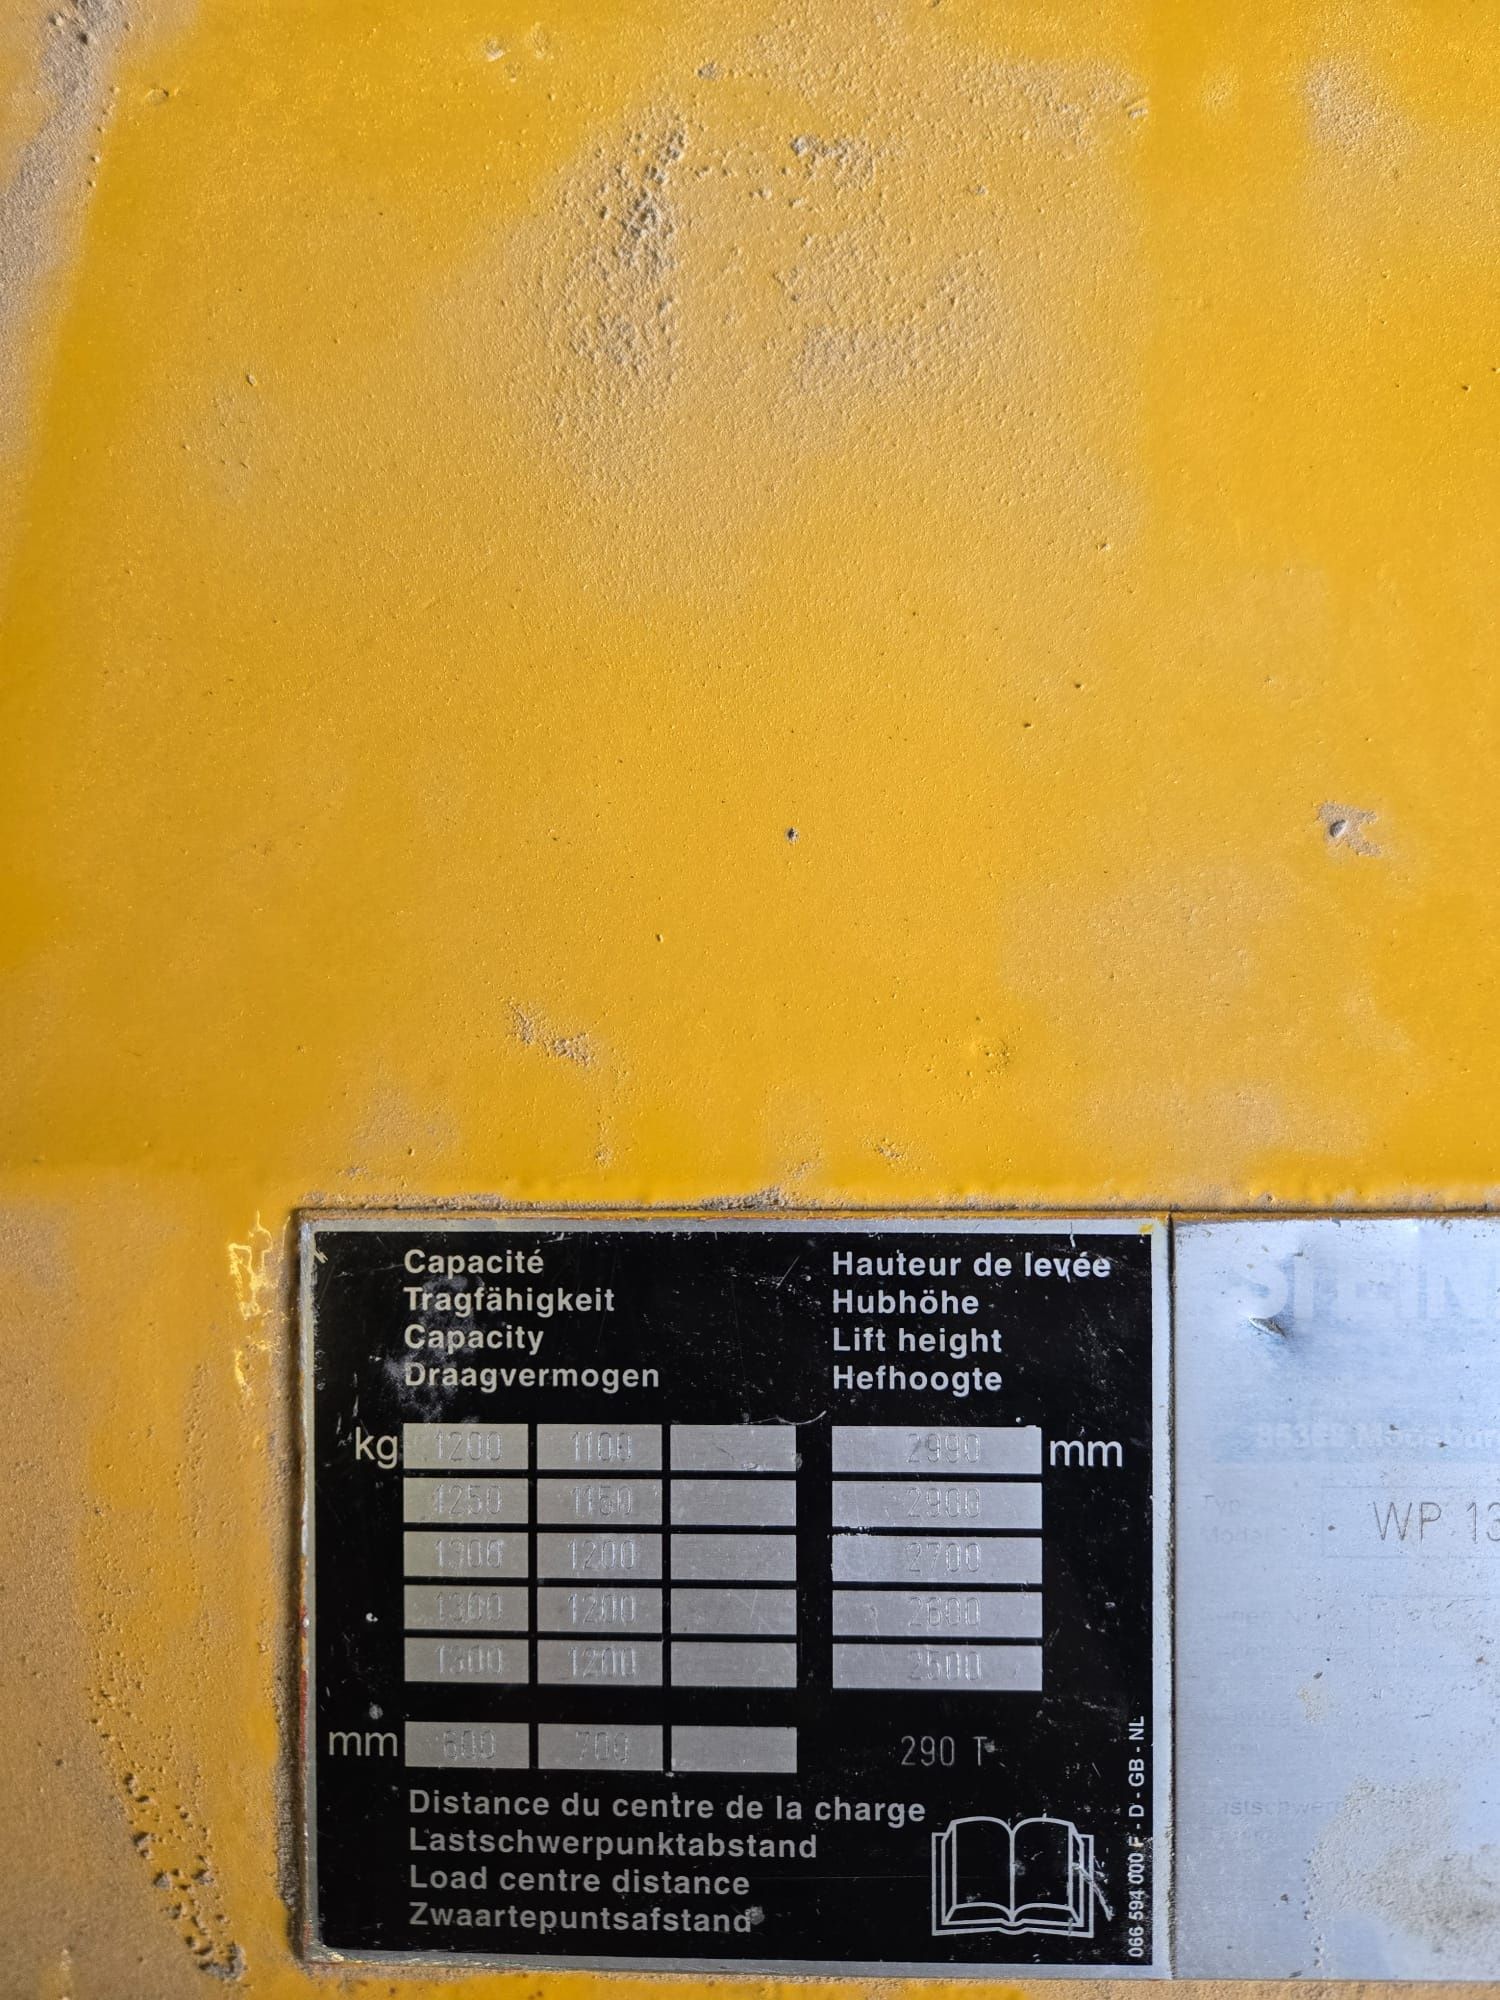 Capacité
Tragfähigkeit
Capacity
Draagvermogen
Hauteur de levée
Hubhöhe
Lift height
Hefhoogte
kg 1200 1100 2990 mm
1250 1150 2900
1300 1200 2700
1300 1200 2600
1300 1200 2500
mm 600 700 290 T
Distance du centre de la charge
Lastschwerpunktabstand
Load centre distance
Zwaartepuntsafstand
066 594 000 F - D - GB - NL
Typ
WP 13